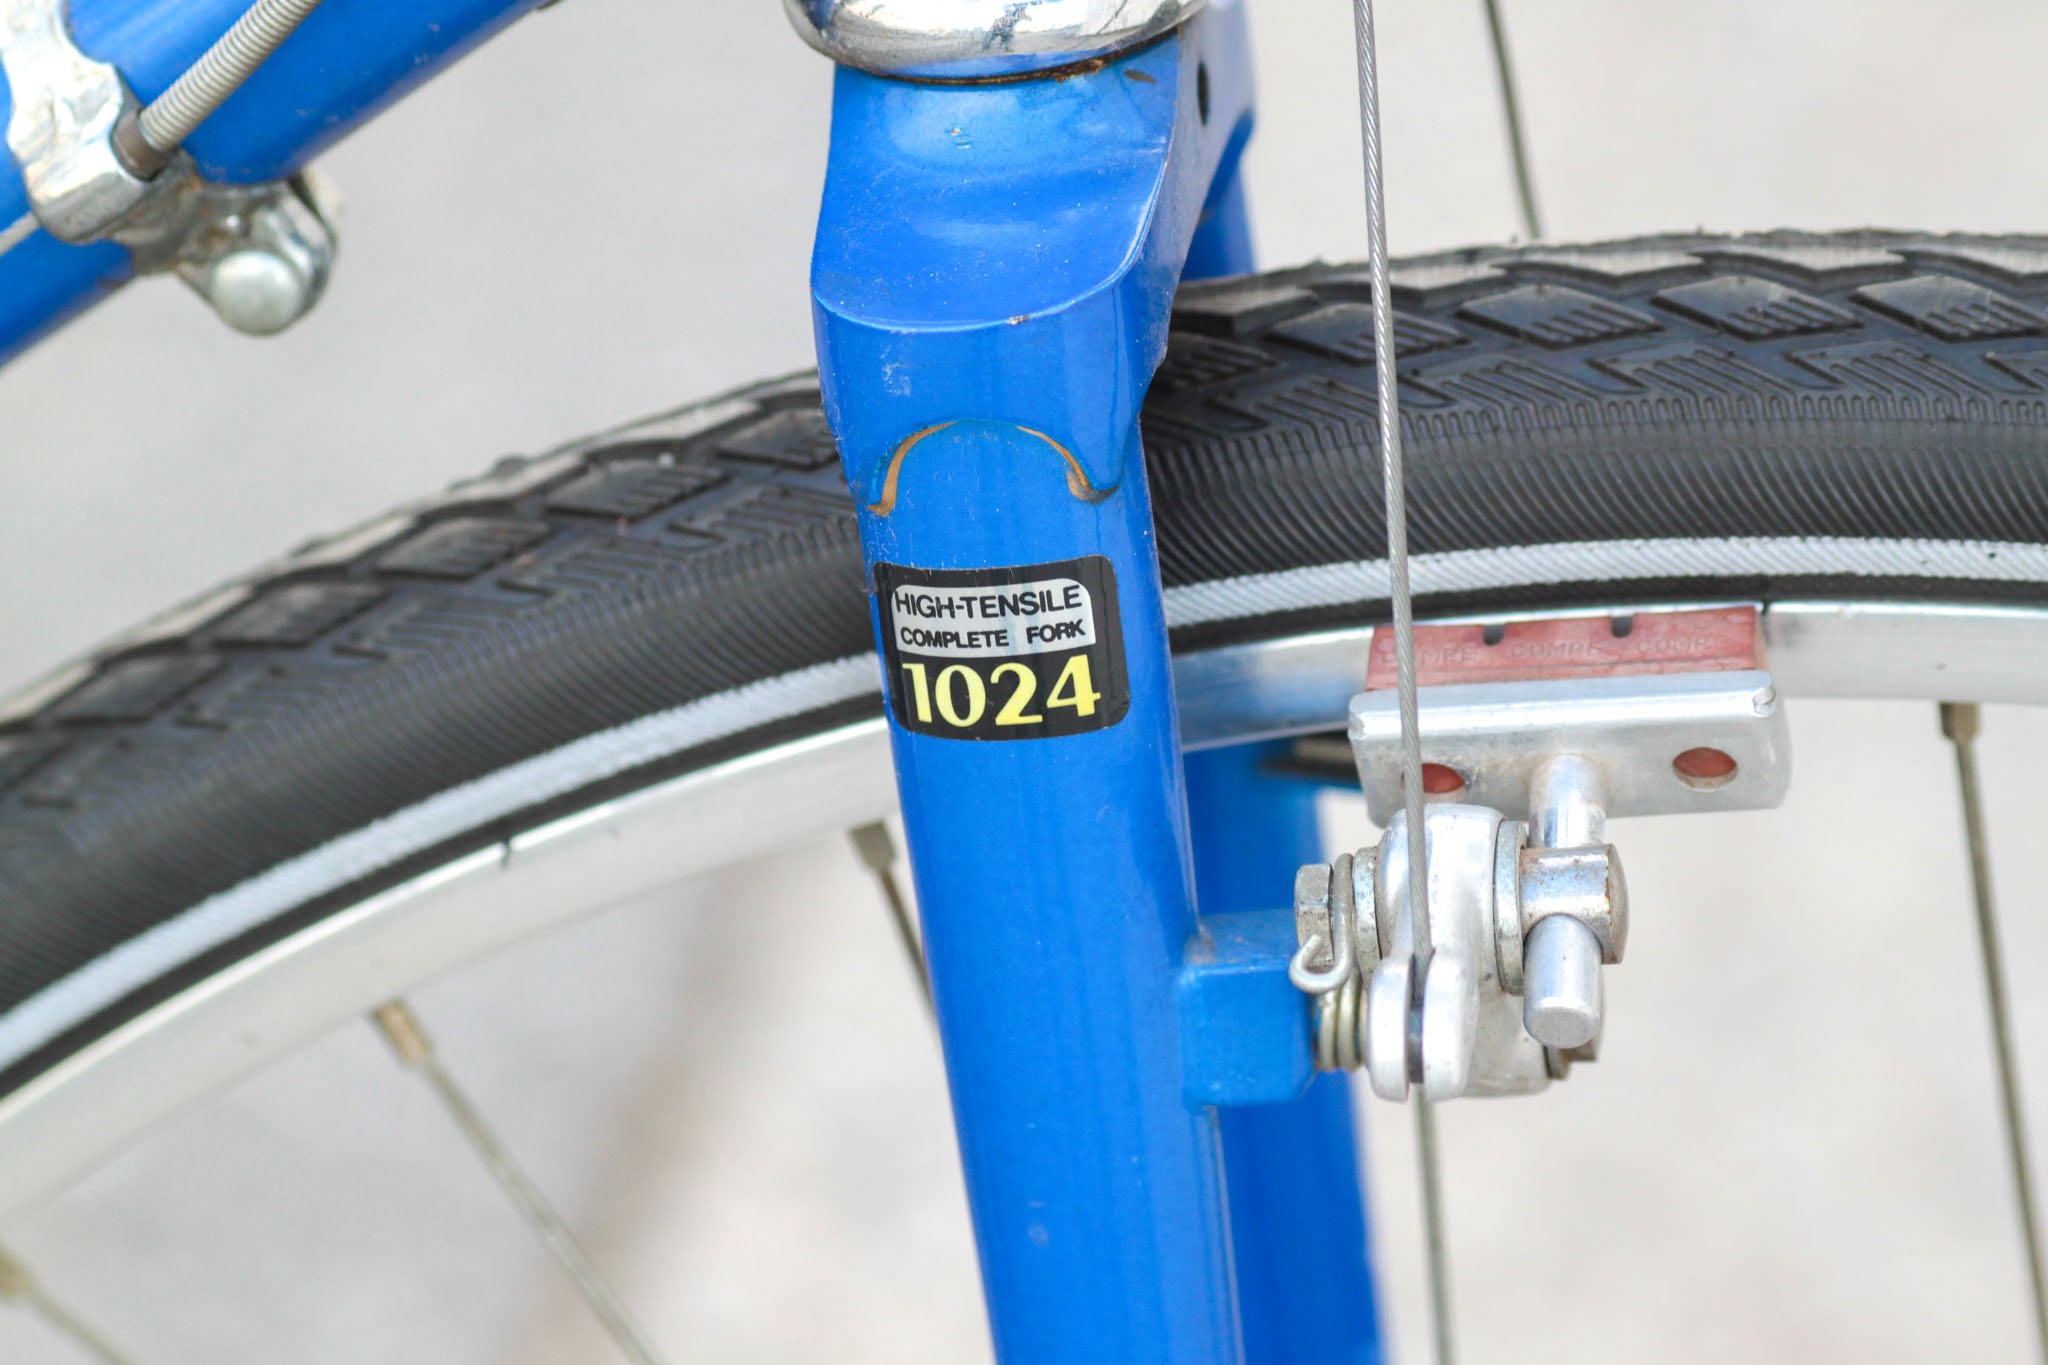 HIGH-TENSILE
COMPLETE FORK
1024